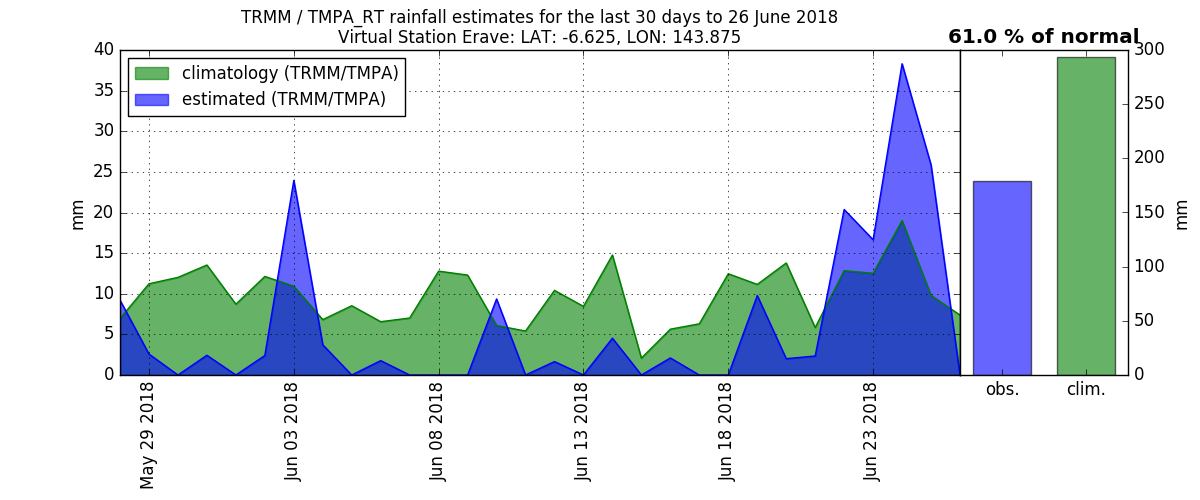 TRMM / TMPA_RT rainfall estimates for the last 30 days to 26 June 2018
Virtual Station Erave: LAT: -6.625, LON: 143.875
61.0 % of normal
climatology (TRMM/TMPA)
estimated (TRMM/TMPA)
40
35
30
25
20
15
10
5
0
mm
May 29 2018
Jun 03 2018
Jun 08 2018
Jun 13 2018
Jun 18 2018
Jun 23 2018
obs.
clim.
300
250
200
150
100
50
0
mm